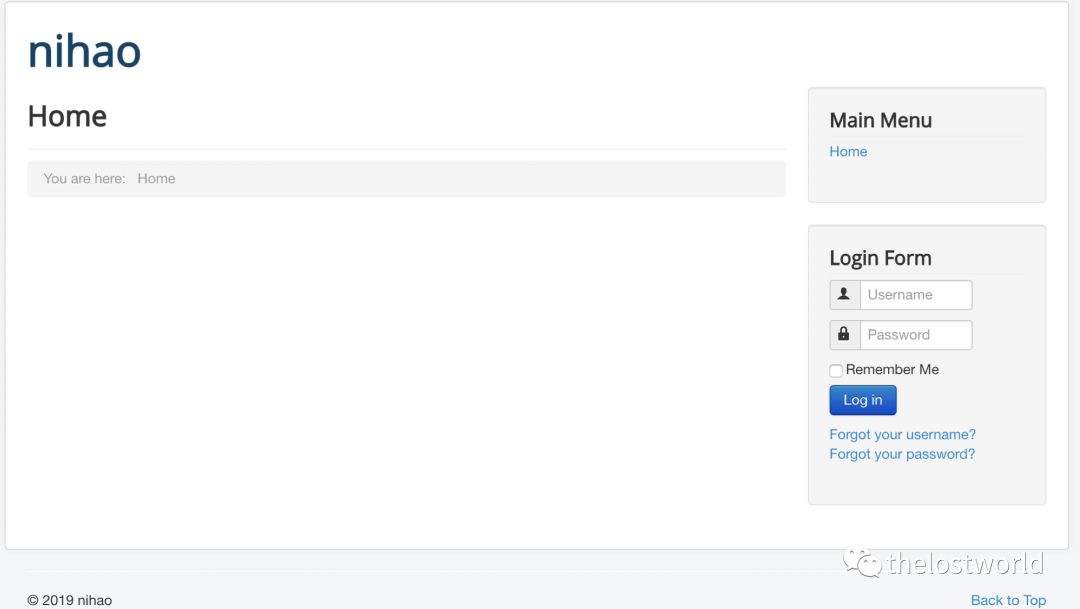 nihao
Home
You are here: Home
Main Menu
Home
Login Form
Username
Password
Remember Me
Log in
Forgot your username?
Forgot your password?
thelostworld
© 2019 nihao
Back to Top